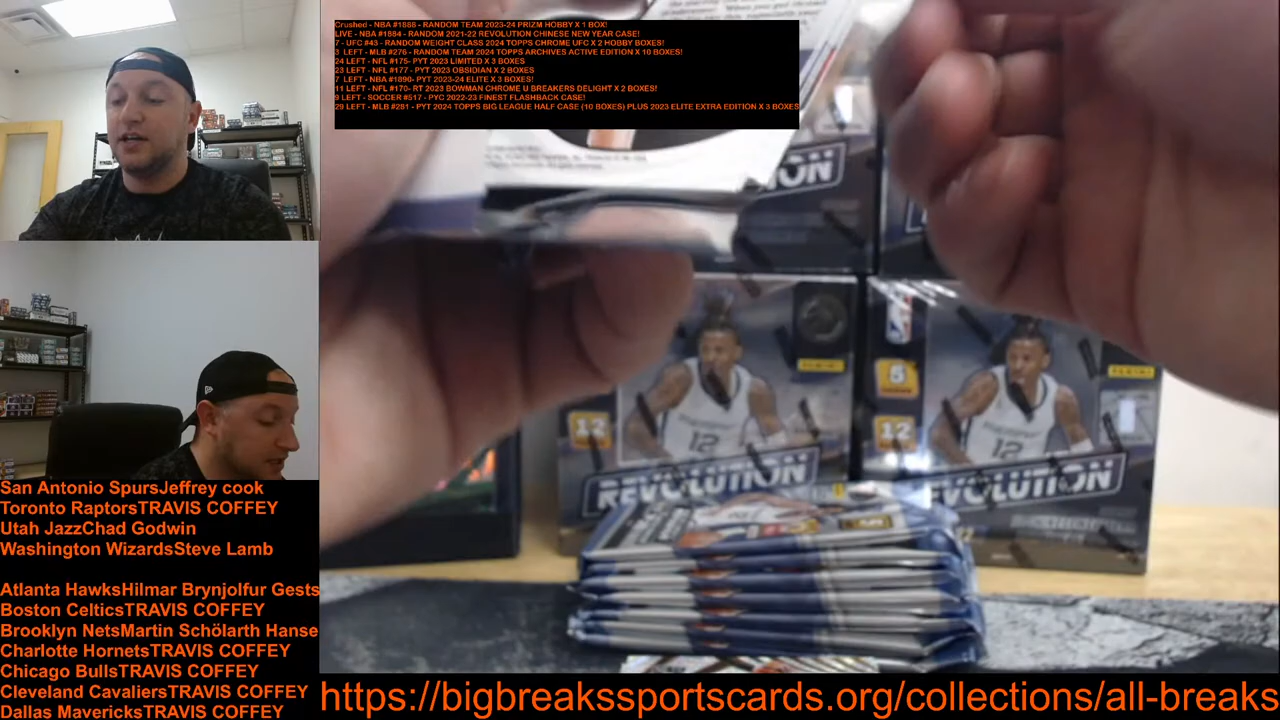 Crushed - NBA #1888 - RANDOM TEAM 2023-24 PRIZM HOBBY X 1 BOX!
LIVE - NBA #1884 - RANDOM 2021-22 REVOLUTION CHINESE NEW YEAR CASE!
7 - UFC #43 - RANDOM WEIGHT CLASS 2024 TOPPS CHROME UFC X 2 HOBBY BOXES!
3 LEFT - MLB #276 - RANDOM TEAM 2024 TOPPS ARCHIVES ACTIVE EDITION X 10 BOXES!
24 LEFT - NFL #175- PYT 2023 LIMITED X 3 BOXES
23 LEFT - NFL #177 - PYT 2023 OBSIDIAN X 2 BOXES
7 LEFT - NBA #1890- PYT 2023-24 ELITE X 3 BOXES!
11 LEFT - NFL #170- RT 2023 BOWMAN CHROME U BREAKERS DELIGHT X 2 BOXES!
9 LEFT - SOCCER #517 - PYC 2022-23 FINEST FLASHBACK CASE!
29 LEFT - MLB #281 - PYT 2024 TOPPS BIG LEAGUE HALF CASE (10 BOXES) PLUS 2023 ELITE EXTRA EDITION X 3 BOXES
ION
PANINI
PANINI
5
12
12
12
12
REVOLUTION
REVOLUTION
San Antonio SpursJeffrey cook
Toronto RaptorsTRAVIS COFFEY
Utah JazzChad Godwin
Washington WizardsSteve Lamb
Atlanta HawksHilmar Brynjolfur Gests
Boston CelticsTRAVIS COFFEY
Brooklyn NetsMartin Schölarth Hanse
Charlotte HornetsTRAVIS COFFEY
Chicago BullsTRAVIS COFFEY
Cleveland CavaliersTRAVIS COFFEY
Dallas MavericksTRAVIS COFFEY
https://bigbreakssportscards.org/collections/all-breaks